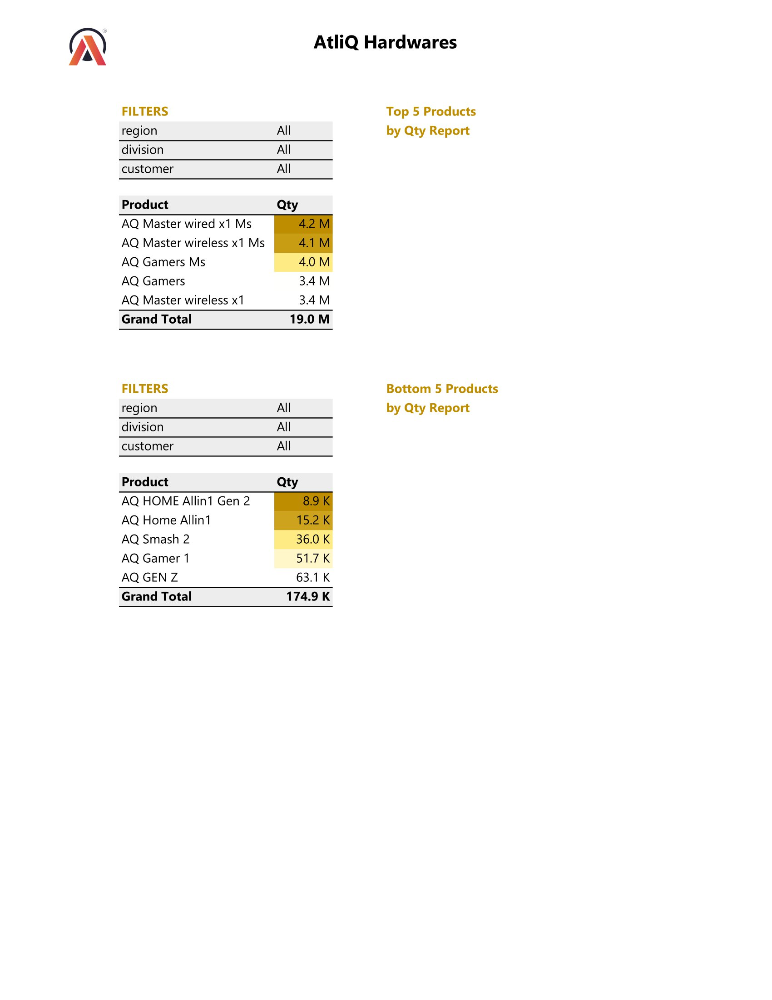 ®
AtliQ Hardwares
FILTERS
Top 5 Products
region All
by Qty Report
division All
customer All
Product Qty
AQ Master wired x1 Ms 4.2 M
AQ Master wireless x1 Ms 4.1 M
AQ Gamers Ms 4.0 M
AQ Gamers 3.4 M
AQ Master wireless x1 3.4 M
Grand Total 19.0 M
FILTERS
Bottom 5 Products
region All
by Qty Report
division All
customer All
Product Qty
AQ HOME Allin1 Gen 2 8.9 K
AQ Home Allin1 15.2 K
AQ Smash 2 36.0 K
AQ Gamer 1 51.7 K
AQ GEN Z 63.1 K
Grand Total 174.9 K